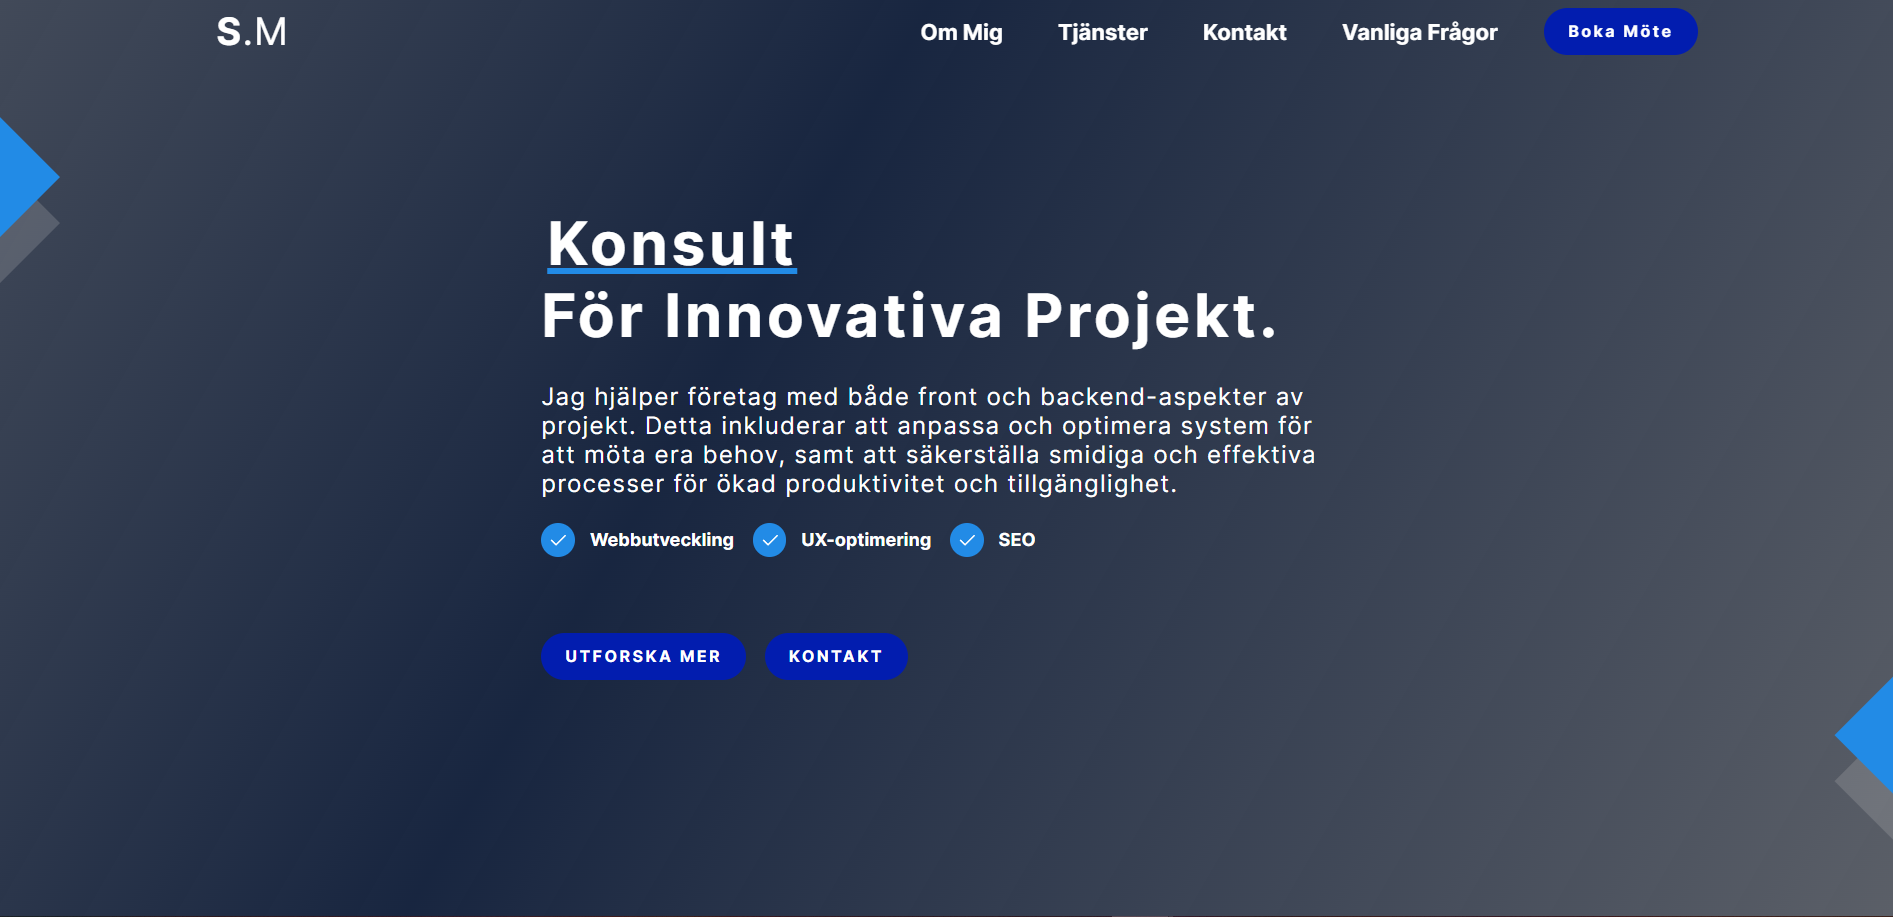 S.M
Om Mig
Tjänster
Kontakt
Vanliga Frågor
Boka Möte
Konsult
För Innovativa Projekt.
Jag hjälper företag med både front och backend-aspekter av
projekt. Detta inkluderar att anpassa och optimera system för
att möta era behov, samt att säkerställa smidiga och effektiva
processer för ökad produktivitet och tillgänglighet.
Webbutveckling
UX-optimering
SEO
UTFORSKA MER
KONTAKT